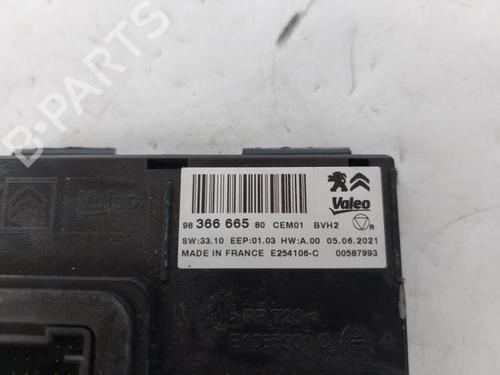 98 366 665 80 CEM01 BVH2
Valeo R
SW:33.10 EEP:01.03 HW:A.00 05.06.2021
MADE IN FRANCE E254106-C 00587993
Valeo